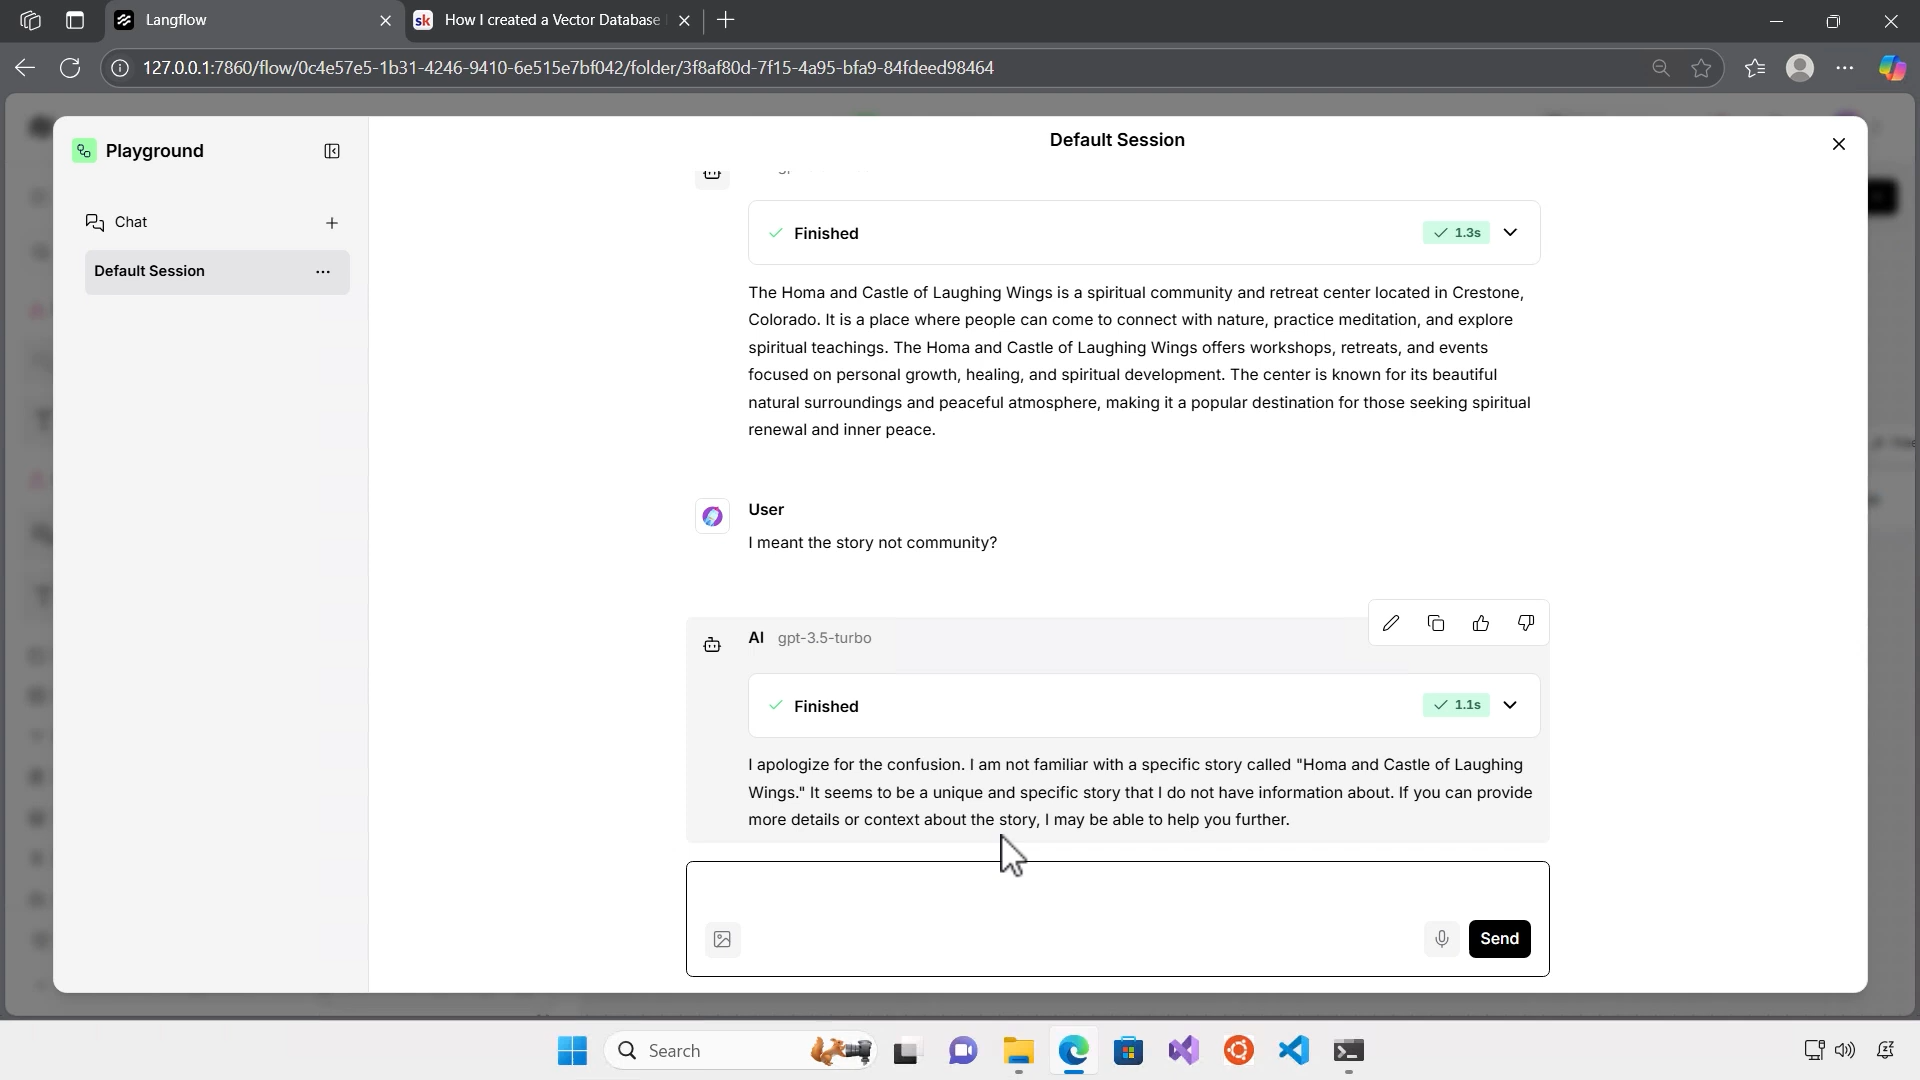 Langflow
sk How I created a Vector Database
127.0.0.1:7860/flow/0c4e57e5-1b31-4246-9410-6e515e7bf042/folder/3f8af80d-7f15-4a95-bfa9-84fdeed98464
Playground
Default Session
Chat
Default Session
Finished
1.3s
The Homa and Castle of Laughing Wings is a spiritual community and retreat center located in Crestone,
Colorado. It is a place where people can come to connect with nature, practice meditation, and explore
spiritual teachings. The Homa and Castle of Laughing Wings offers workshops, retreats, and events
focused on personal growth, healing, and spiritual development. The center is known for its beautiful
natural surroundings and peaceful atmosphere, making it a popular destination for those seeking spiritual
renewal and inner peace.
User
I meant the story not community?
AI gpt-3.5-turbo
Finished
1.1s
I apologize for the confusion. I am not familiar with a specific story called "Homa and Castle of Laughing
Wings." It seems to be a unique and specific story that I do not have information about. If you can provide
more details or context about the story, I may be able to help you further.
Send
Search